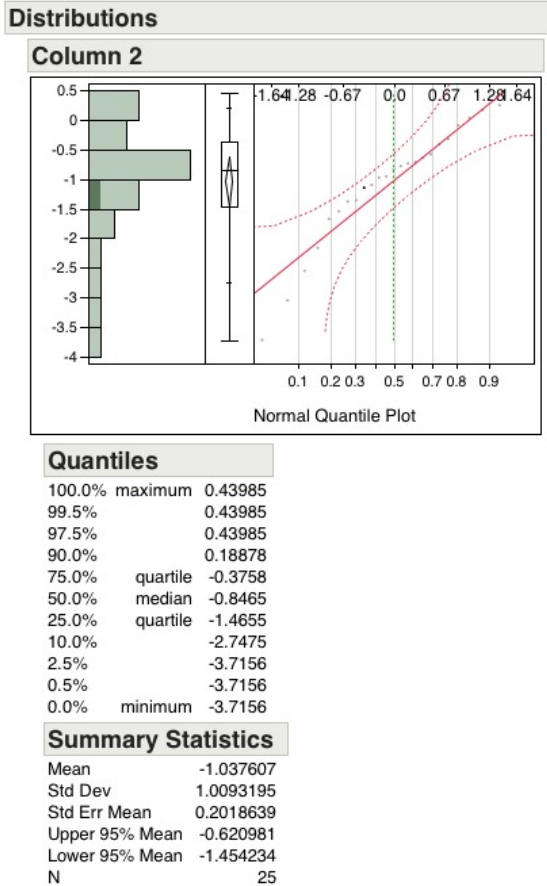 Distributions
Column 2
-1.64 -1.28 -0.67 0.0 0.67 1.28 1.64
0.5
0
-0.5
-1
-1.5
-2
-2.5
-3
-3.5
-4
0.1 0.2 0.3 0.5 0.7 0.8 0.9
Normal Quantile Plot
Quantiles
100.0% maximum 0.43985
99.5% 0.43985
97.5% 0.43985
90.0% 0.18878
75.0% quartile -0.3758
50.0% median -0.8465
25.0% quartile -1.4655
10.0% -2.7475
2.5% -3.7156
0.5% -3.7156
0.0% minimum -3.7156
Summary Statistics
Mean -1.037607
Std Dev 1.0093195
Std Err Mean 0.2018639
Upper 95% Mean -0.620981
Lower 95% Mean -1.454234
N 25